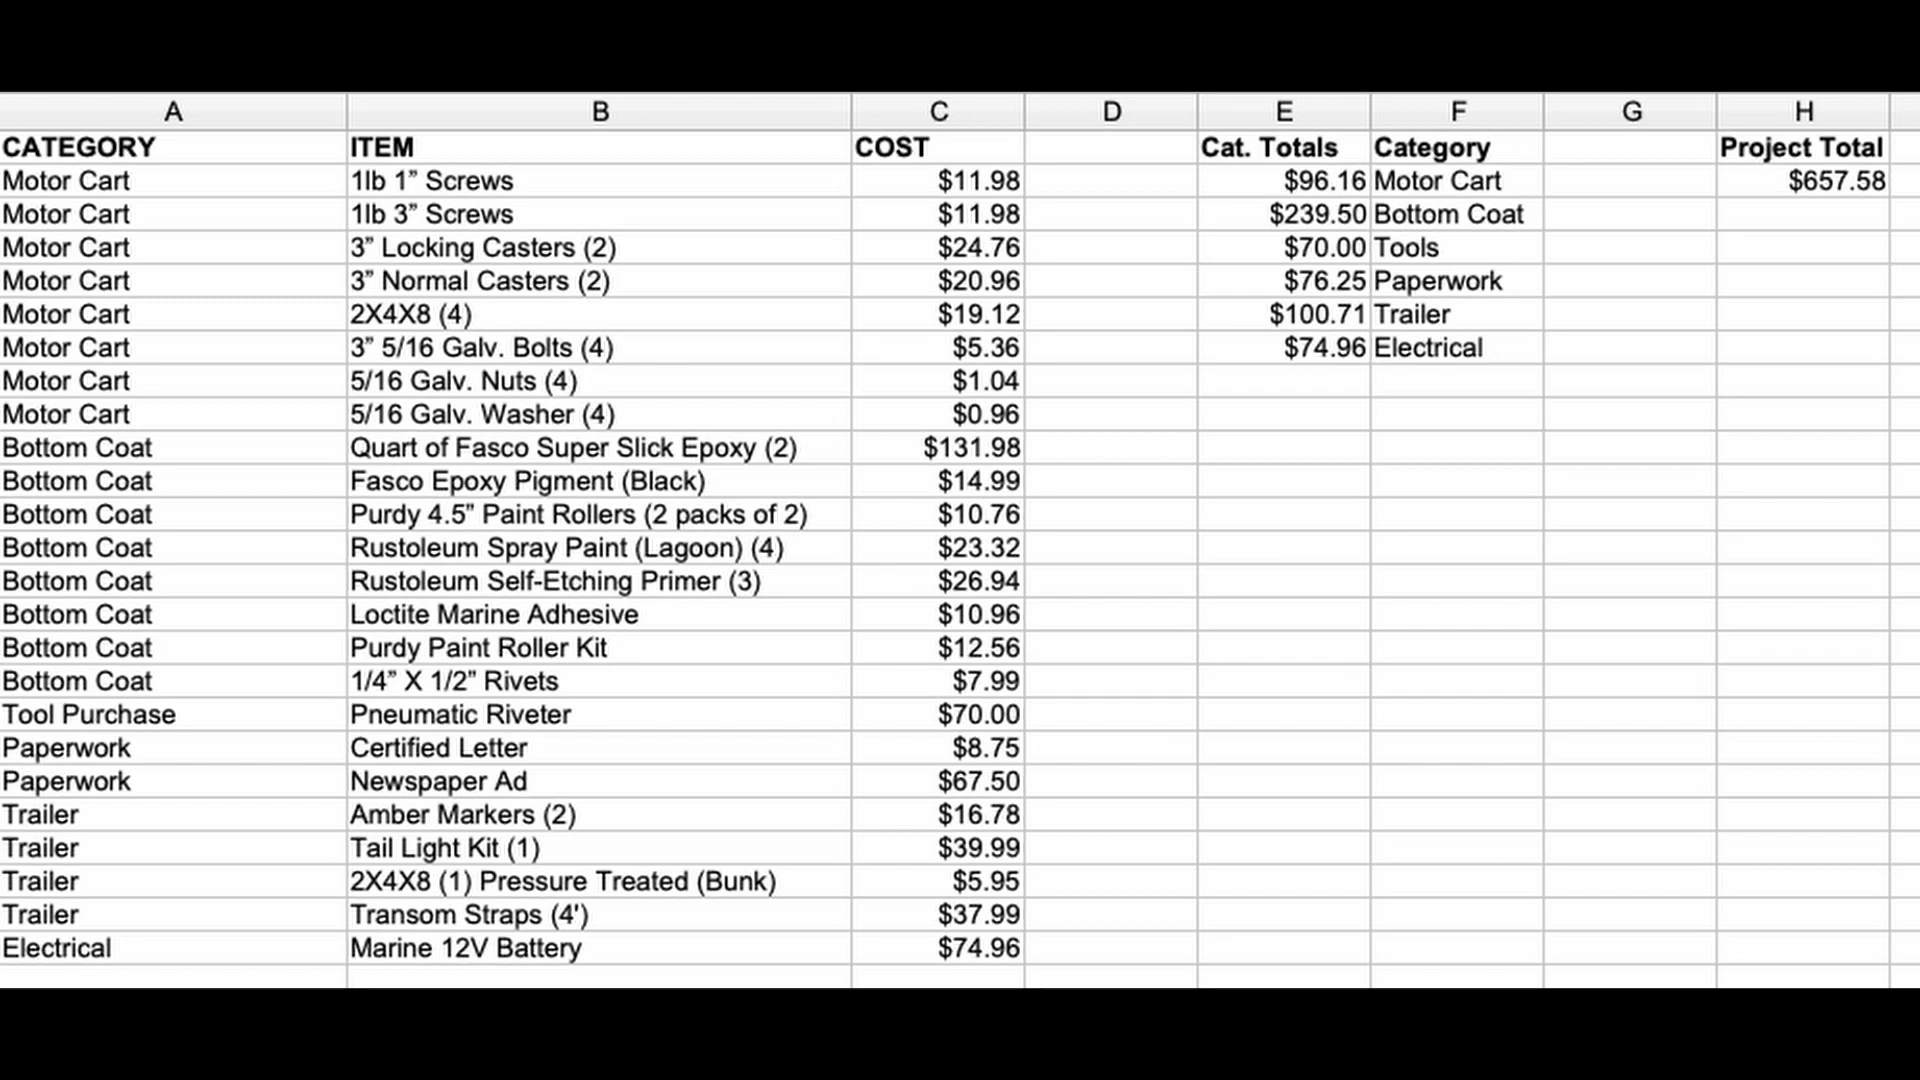 A B C D E F G H
CATEGORY ITEM COST Cat. Totals Category Project Total
Motor Cart 1lb 1” Screws $11.98 $96.16 Motor Cart $657.58
Motor Cart 1lb 3” Screws $11.98 $239.50 Bottom Coat
Motor Cart 3” Locking Casters (2) $24.76 $70.00 Tools
Motor Cart 3” Normal Casters (2) $20.96 $76.25 Paperwork
Motor Cart 2X4X8 (4) $19.12 $100.71 Trailer
Motor Cart 3” 5/16 Galv. Bolts (4) $5.36 $74.96 Electrical
Motor Cart 5/16 Galv. Nuts (4) $1.04
Motor Cart 5/16 Galv. Washer (4) $0.96
Bottom Coat Quart of Fasco Super Slick Epoxy (2) $131.98
Bottom Coat Fasco Epoxy Pigment (Black) $14.99
Bottom Coat Purdy 4.5” Paint Rollers (2 packs of 2) $10.76
Bottom Coat Rustoleum Spray Paint (Lagoon) (4) $23.32
Bottom Coat Rustoleum Self-Etching Primer (3) $26.94
Bottom Coat Loctite Marine Adhesive $10.96
Bottom Coat Purdy Paint Roller Kit $12.56
Bottom Coat 1/4” X 1/2” Rivets $7.99
Tool Purchase Pneumatic Riveter $70.00
Paperwork Certified Letter $8.75
Paperwork Newspaper Ad $67.50
Trailer Amber Markers (2) $16.78
Trailer Tail Light Kit (1) $39.99
Trailer 2X4X8 (1) Pressure Treated (Bunk) $5.95
Trailer Transom Straps (4') $37.99
Electrical Marine 12V Battery $74.96